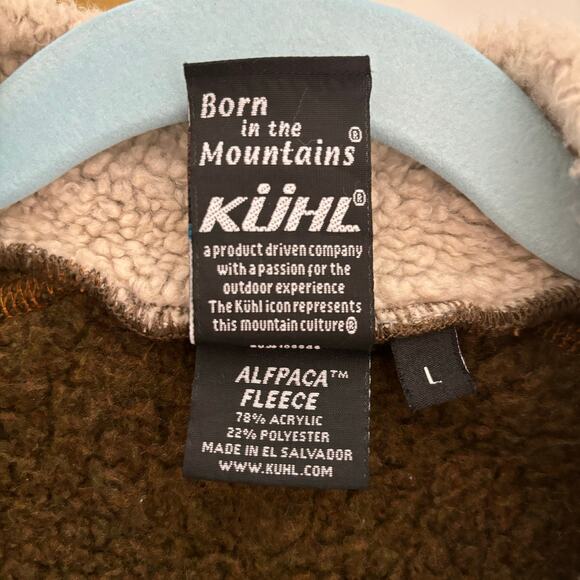 Born
in the
Mountains®
KÜHL®
a product driven company
with a passion for the
outdoor experience
The Kühl icon represents
this mountain culture®
ALFPACA™
FLEECE
78% ACRYLIC
22% POLYESTER
MADE IN EL SALVADOR
WWW.KUHL.COM
L